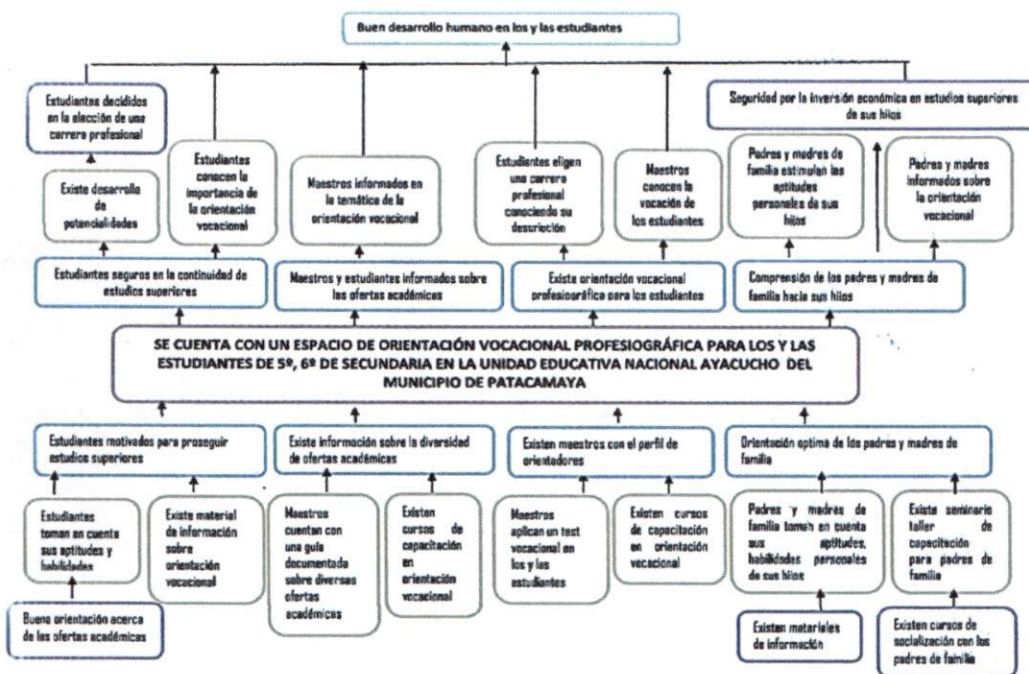 Buen desarrollo humano en los y las estudiantes
Estudiantes decididos
en la elección de una
carrera profesional
Seguridad por la inversión económica en estudios superiores
de sus hijos
Existe desarrollo
de
potencialidades
Estudiantes
conocen la
importancia de
la orientación
vocacional
Maestros informados en
la temática de la
orientación vocacional
Estudiantes eligen
una carrera
profesional
conociendo su
descripción
Maestros
conocen la
vocación de
los estudiantes
Padres y madres de
familia estimulan las
aptitudes
personales de sus
hijos
Padres y madres
informados sobre
la orientación
vocacional
Estudiantes seguros en la continuidad de
estudios superiores
Maestros y estudiantes informados sobre
las ofertas académicas
Existe orientación vocacional
profesiográfica para los estudiantes
Comprensión de los padres y madres de
familia hacia sus hijos
SE CUENTA CON UN ESPACIO DE ORIENTACIÓN VOCACIONAL PROFESIOGRÁFICA PARA LOS Y LAS
ESTUDIANTES DE 5º, 6º DE SECUNDARIA EN LA UNIDAD EDUCATIVA NACIONAL AYACUCHO DEL
MUNICIPIO DE PATACAMAYA
Estudiantes motivados para proseguir
estudios superiores
Existe información sobre la diversidad
de ofertas académicas
Existen maestros con el perfil de
orientadores
Orientación optima de los padres y madres de
familia
Estudiantes
toman en cuenta
sus aptitudes y
habilidades
Existe material
de información
sobre
orientación
vocacional
Maestros
cuentan con
una guía
documentada
sobre diversas
ofertas
académicas
Existen
cursos de
capacitación
en
orientación
vocacional
Maestros
aplican un test
vocacional en
los y las
estudiantes
Existen cursos
de capacitación
en orientación
vocacional
Padres y madres de
familia toman en cuenta
sus aptitudes,
habilidades personales
de sus hijos
Existe seminario
taller de
capacitación
para padres de
familia
Buena orientación acerca
de las ofertas académicas
Existen materiales
de información
Existen cursos de
socialización con los
padres de familia